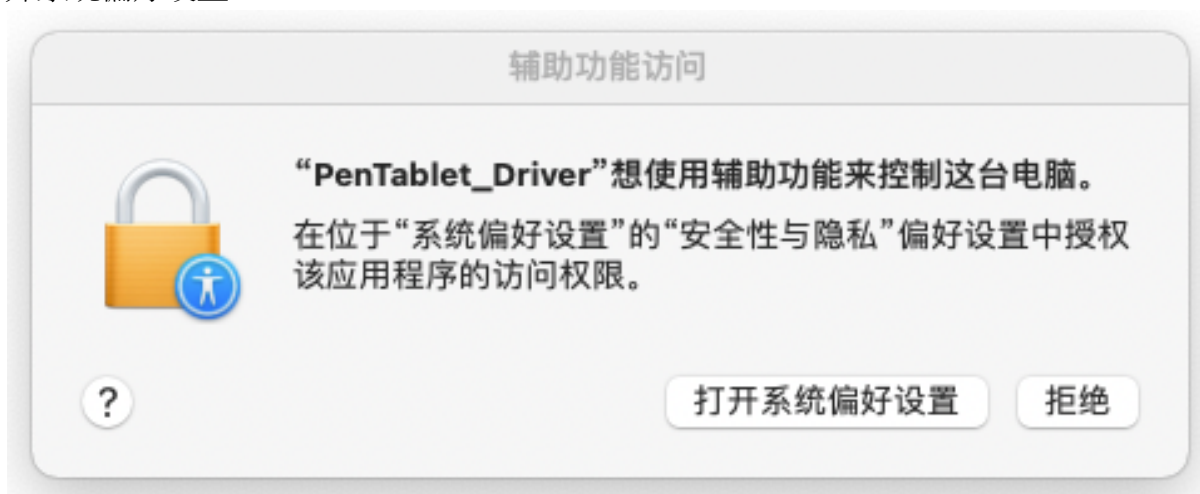 辅助功能访问
“PenTablet_Driver”想使用辅助功能来控制这台电脑。
在位于“系统偏好设置”的“安全性与隐私”偏好设置中授权
该应用程序的访问权限。
?
打开系统偏好设置
拒绝